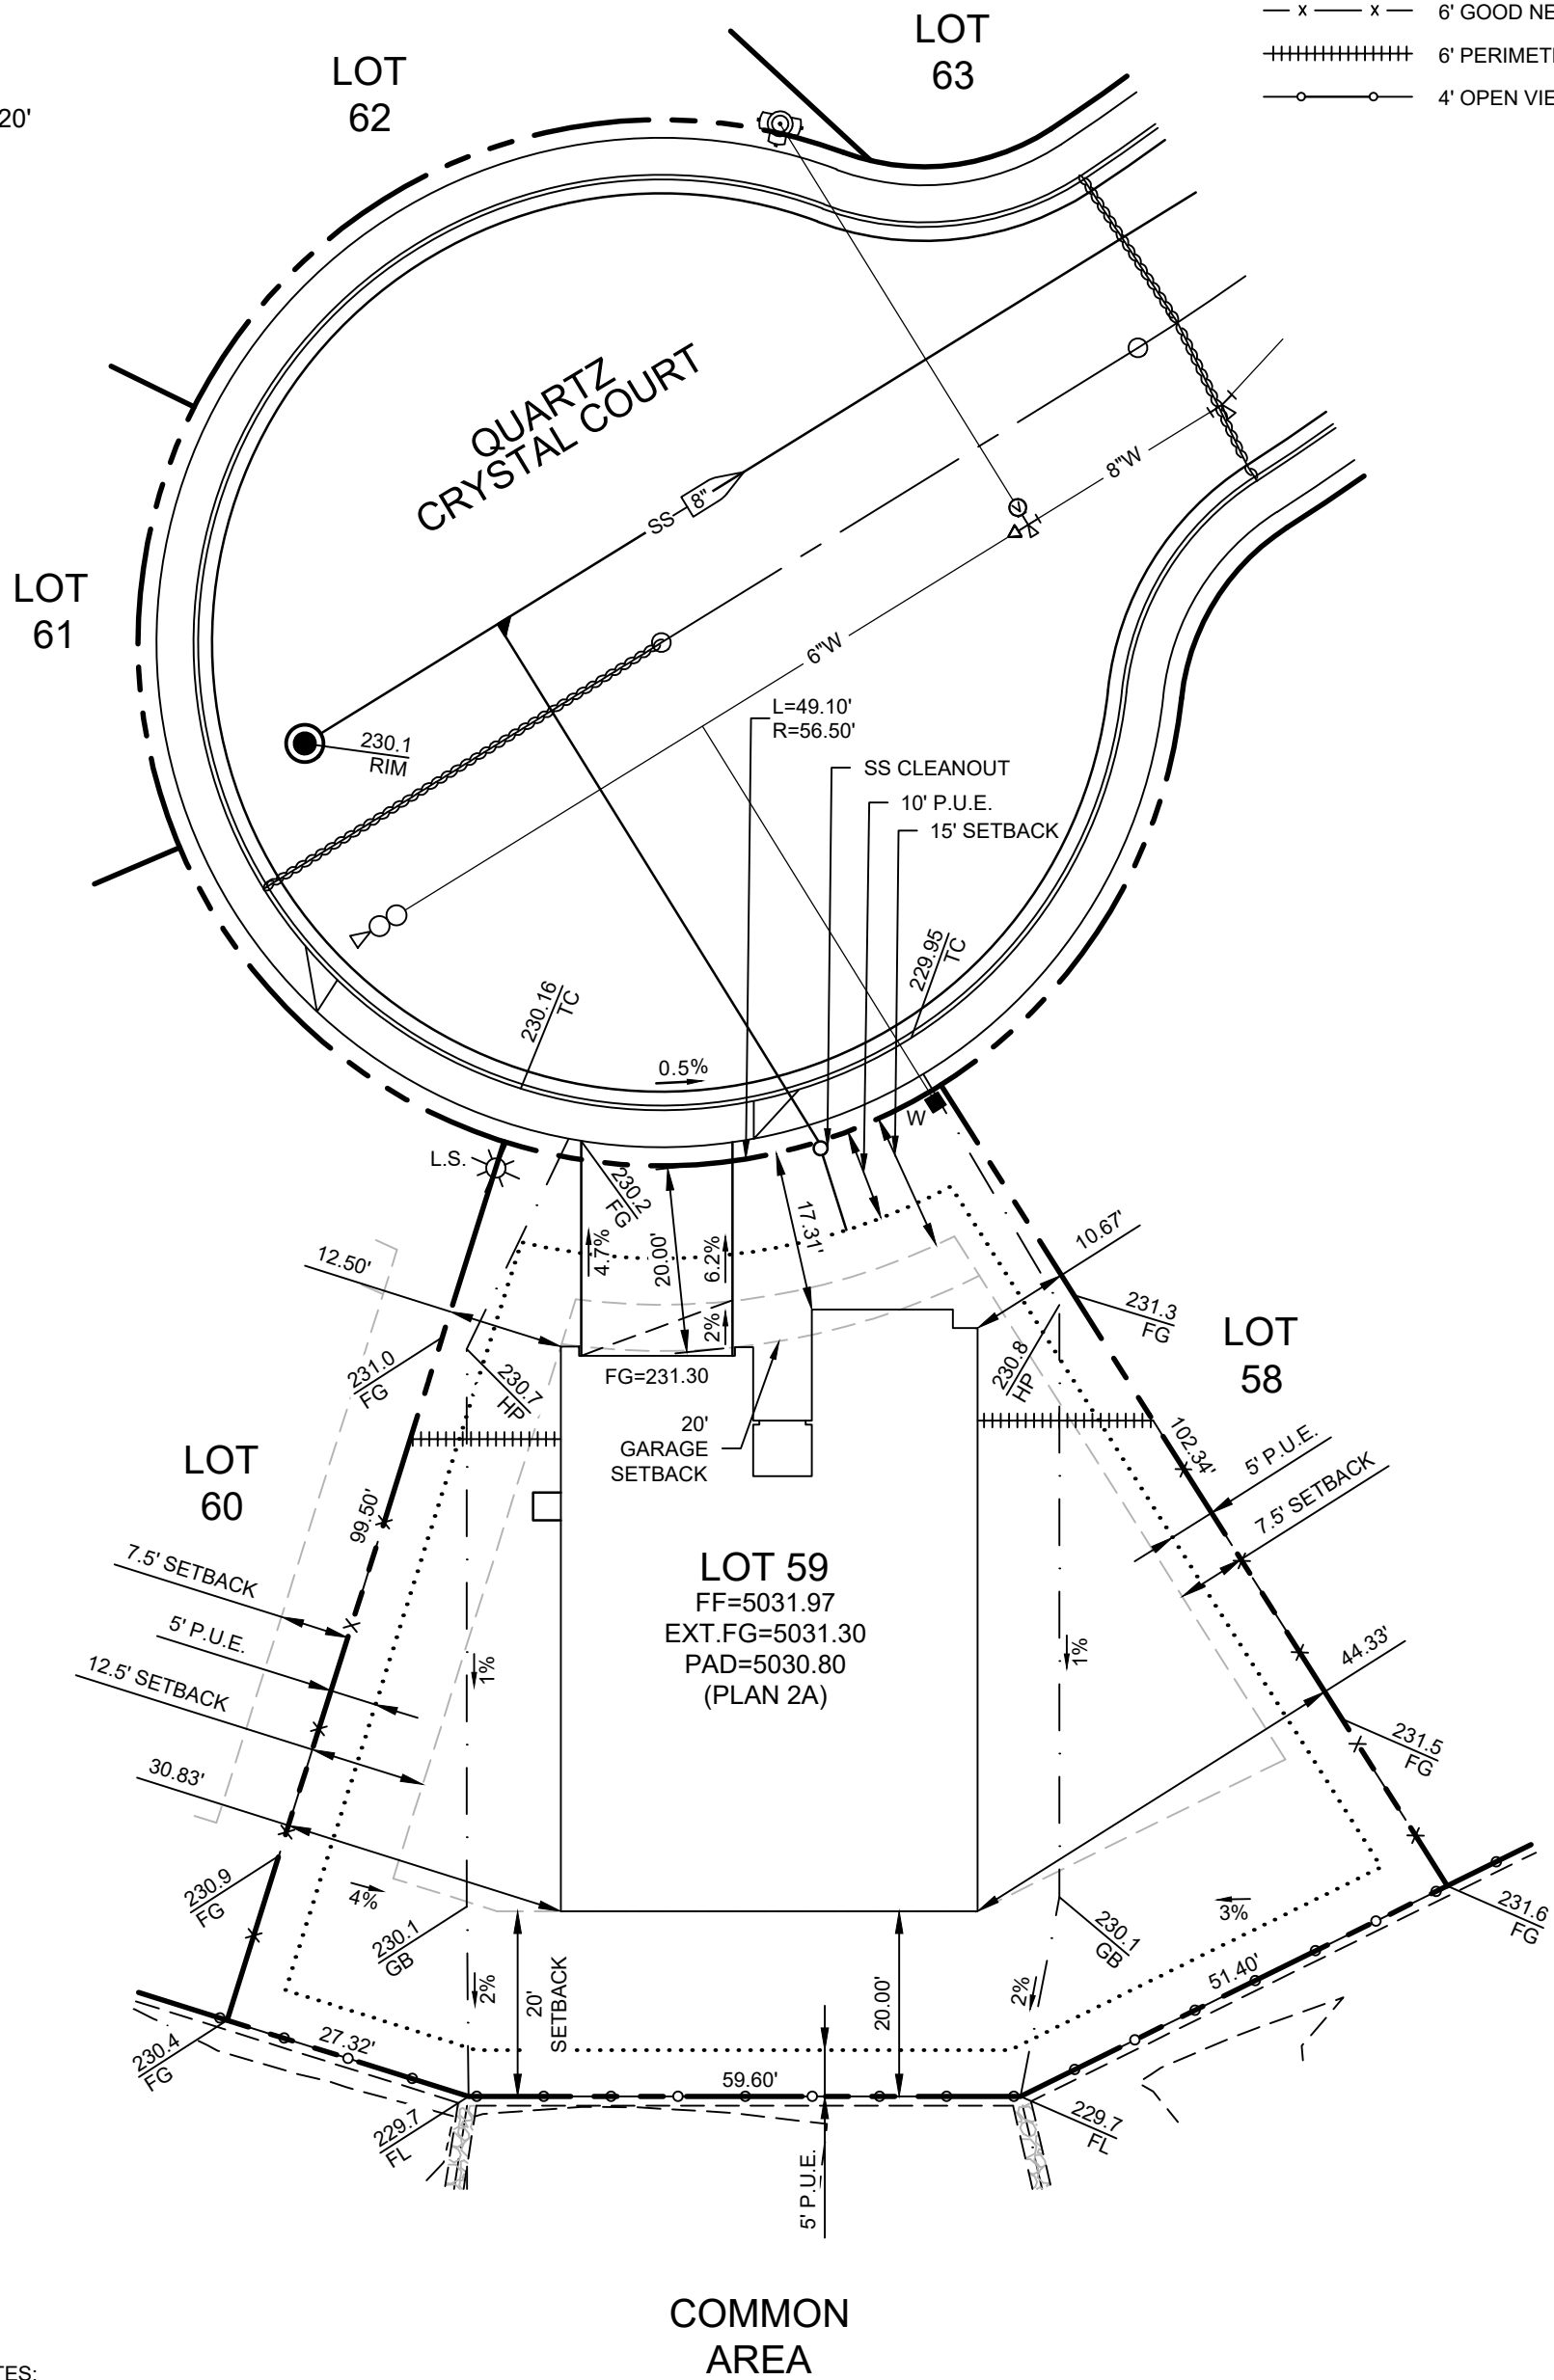 6' GOOD NE
6' PERIMET
4' OPEN VIE
20'
LOT
62
LOT
63
QUARTZ
CRYSTAL COURT
SS
8"
8"W
6"W
LOT
61
230.1
RIM
L=49.10'
R=56.50'
SS CLEANOUT
10' P.U.E.
15' SETBACK
230.16
TC
229.95
TC
0.5%
W
L.S.
230.2
FG
4.7%
20.00'
6.2%
2%
17.31'
12.50'
10.67'
231.0
FG
230.7
HP
FG=231.30
20'
GARAGE
SETBACK
230.8
HP
231.3
FG
LOT
58
LOT
60
99.50'
102.34'
5' P.U.E.
7.5' SETBACK
7.5' SETBACK
5' P.U.E.
12.5' SETBACK
30.83'
LOT 59
FF=5031.97
EXT.FG=5031.30
PAD=5030.80
(PLAN 2A)
1%
1%
44.33'
231.5
FG
230.9
FG
4%
230.1
GB
230.1
GB
3%
231.6
FG
2%
20'
SETBACK
20.00'
2%
51.40'
230.4
FG
27.32'
59.60'
229.7
FL
229.7
FL
5' P.U.E.
COMMON
AREA
TES: